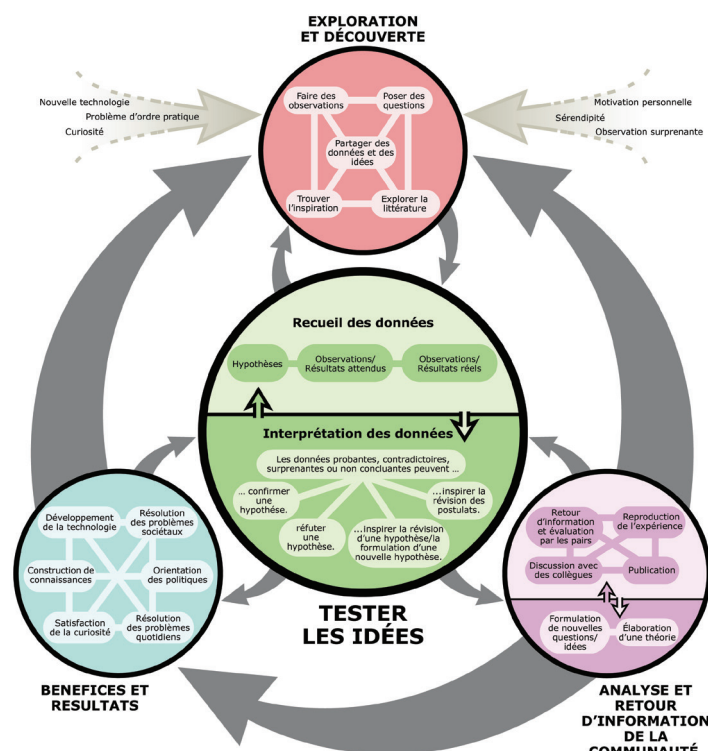 EXPLORATION
ET DÉCOUVERTE
Nouvelle technologie
Problème d'ordre pratique
Curiosité
Motivation personnelle
Sérendipité
Observation surprenante
Faire des
observations
Poser des
questions
Partager des
données et des
idées
Trouver
l'inspiration
Explorer la
littérature
Recueil des données
Hypothèses
Observations/
Résultats attendus
Observations/
Résultats réels
Interprétation des données
Les données probantes, contradictoires,
surprenantes ou non concluantes peuvent ...
... confirmer
une hypothése.
réfuter
une hypothèse.
...inspirer la révision
d'une hypothèse/la
formulation d'une
nouvelle hypothèse.
...inspirer la
révision des
postulats.
TESTER
LES IDÉES
Développement
de la technologie
Résolution
des problèmes
sociétaux
Construction de
connaissances
Orientation
des politiques
Satisfaction
de la curiosité
Résolution
des problèmes
quotidiens
BENEFICES ET
RESULTATS
Retour
d'information
et évaluation
par les pairs
Reproduction
de l'expérience
Discussion avec
des collègues
Publication
Formulation
de nouvelles
questions/
idées
Élaboration
d'une théorie
ANALYSE ET
RETOUR
D'INFORMATION
DE LA
COMMUNAUTÉ